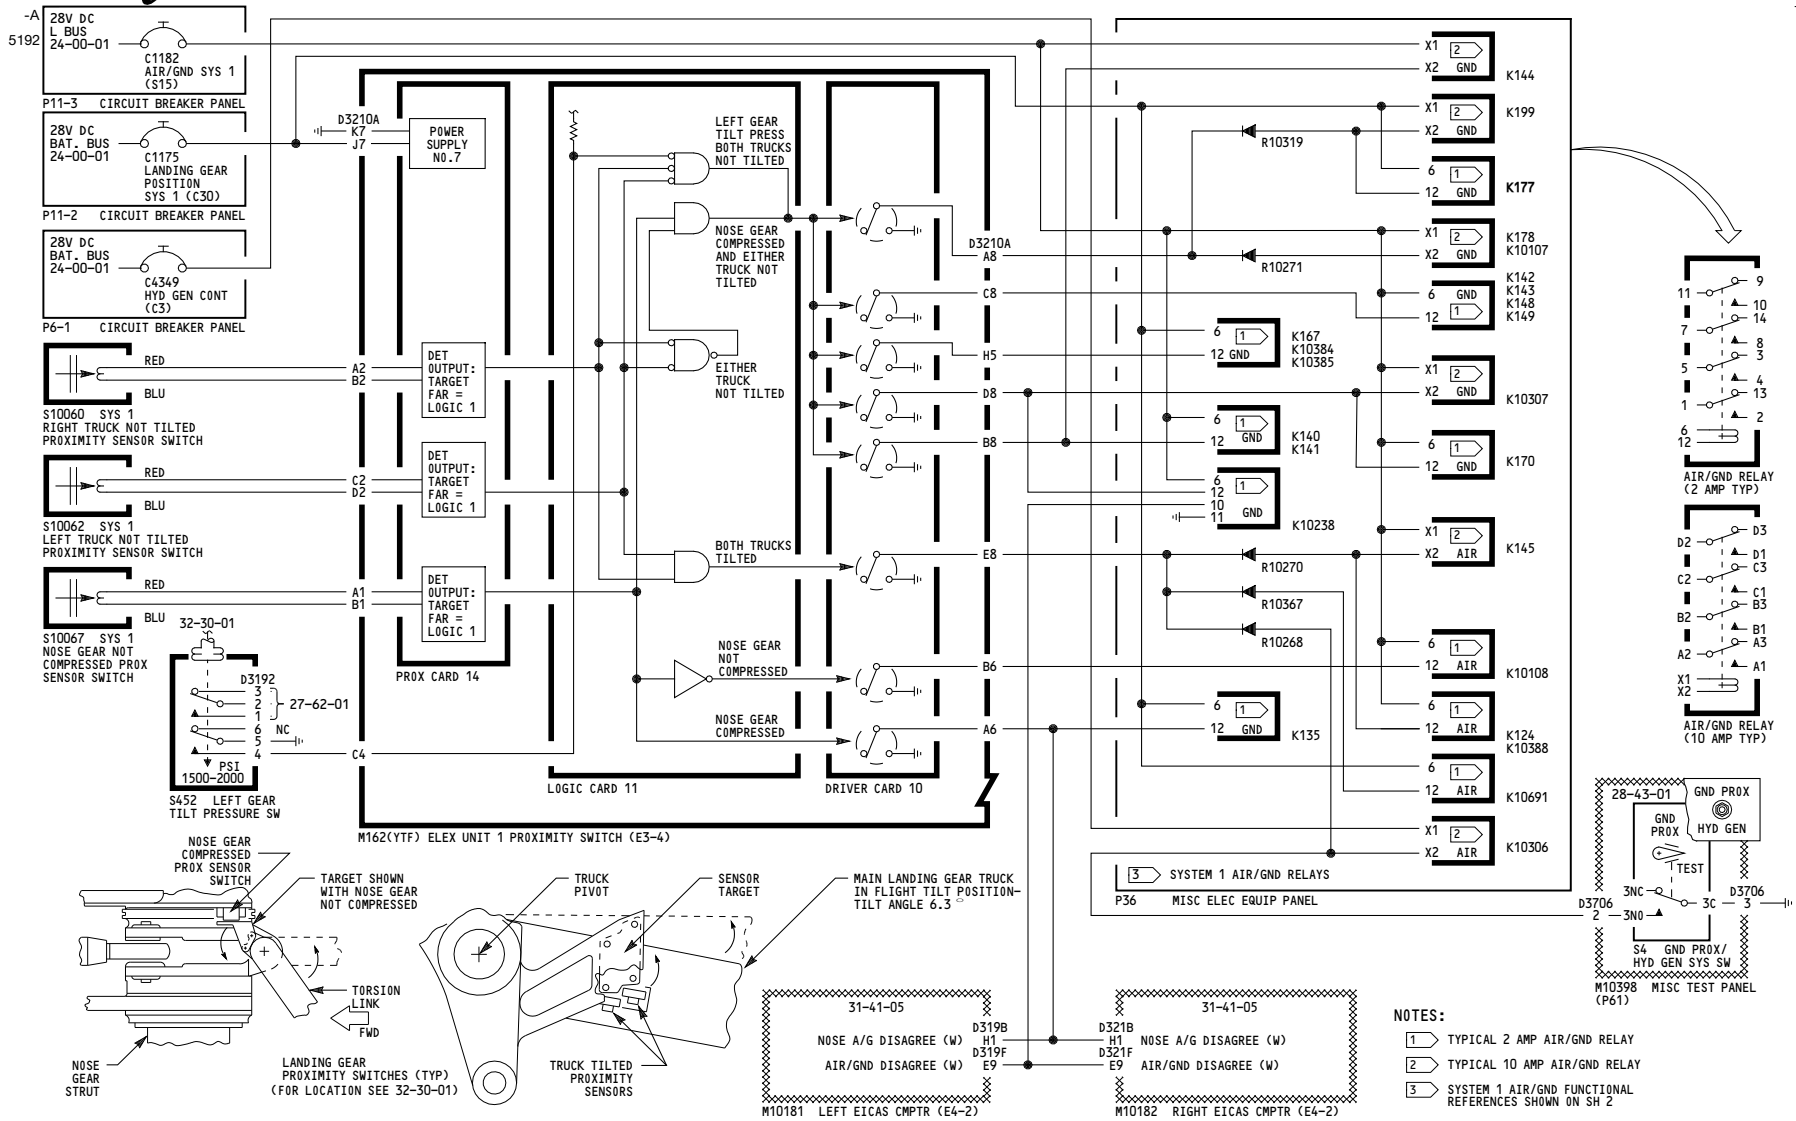 -A
5192
28V DC
L BUS
24-00-01
C1182
AIR/GND SYS 1
(S15)
P11-3 CIRCUIT BREAKER PANEL
28V DC
BAT. BUS
24-00-01
C1175
LANDING GEAR
POSITION
SYS 1 (C30)
P11-2 CIRCUIT BREAKER PANEL
28V DC
BAT. BUS
24-00-01
C4349
HYD GEN CONT
(C3)
P6-1 CIRCUIT BREAKER PANEL
RED
BLU
S10060 SYS 1
RIGHT TRUCK NOT TILTED
PROXIMITY SENSOR SWITCH
RED
BLU
S10062 SYS 1
LEFT TRUCK NOT TILTED
PROXIMITY SENSOR SWITCH
RED
BLU
S10067 SYS 1
NOSE GEAR NOT
COMPRESSED PROX
SENSOR SWITCH
32-30-01
D3192
3
2
1
27-62-01
6
NC
5
4
PSI
1500-2000
S452 LEFT GEAR
TILT PRESSURE SW
D3210A
K7
J7
A2
B2
C2
D2
A1
B1
C4
POWER
SUPPLY
NO.7
DET
OUTPUT:
TARGET
FAR =
LOGIC 1
DET
OUTPUT:
TARGET
FAR =
LOGIC 1
DET
OUTPUT:
TARGET
FAR =
LOGIC 1
PROX CARD 14
LEFT GEAR
TILT PRESS
BOTH TRUCKS
NOT TILTED
NOSE GEAR
COMPRESSED
AND EITHER
TRUCK NOT
TILTED
EITHER
TRUCK
NOT TILTED
BOTH TRUCKS
TILTED
NOSE GEAR
NOT
COMPRESSED
NOSE GEAR
COMPRESSED
LOGIC CARD 11
DRIVER CARD 10
M162(YTF) ELEX UNIT 1 PROXIMITY SWITCH (E3-4)
D3210A
A8
C8
H5
D8
B8
E8
B6
A6
R10319
R10271
R10270
R10367
R10268
6 1
12 GND
K167
K10384
K10385
6 1
12 GND
K140
K141
6 1
12
10
GND
11
K10238
6 1
12 GND
K135
X1 2
X2 GND
K144
X1 2
X2 GND
K199
6 1
12 GND
K177
X1 2
X2 GND
K178
K10107
6 GND
12 1
K142
K143
K148
K149
X1 2
X2 GND
K10307
6 1
12 GND
K170
X1 2
X2 AIR
K145
6 1
12 AIR
K10108
6 1
12 AIR
K124
K10388
6 1
12 AIR
K10691
X1 2
X2 AIR
K10306
3 SYSTEM 1 AIR/GND RELAYS
P36 MISC ELEC EQUIP PANEL
9
11
10
14
7
8
3
5
4
13
1
2
6
12
AIR/GND RELAY
(2 AMP TYP)
D3
D2
D1
C3
C2
C1
B3
B2
B1
A3
A2
A1
X1
X2
AIR/GND RELAY
(10 AMP TYP)
28-43-01
GND PROX
HYD GEN
GND
PROX
TEST
3NC
D3706
2
3NO
3C
D3706
3
S4 GND PROX/
HYD GEN SYS SW
M10398 MISC TEST PANEL
(P61)
NOSE GEAR
COMPRESSED
PROX SENSOR
SWITCH
TARGET SHOWN
WITH NOSE GEAR
NOT COMPRESSED
TORSION
LINK
FWD
NOSE
GEAR
STRUT
LANDING GEAR
PROXIMITY SWITCHES (TYP)
(FOR LOCATION SEE 32-30-01)
TRUCK
PIVOT
SENSOR
TARGET
MAIN LANDING GEAR TRUCK
IN FLIGHT TILT POSITION-
TILT ANGLE 6.3°
TRUCK TILTED
PROXIMITY
SENSORS
31-41-05
NOSE A/G DISAGREE (W)
AIR/GND DISAGREE (W)
D319B
H1
D319F
E9
M10181 LEFT EICAS CMPTR (E4-2)
31-41-05
D321B
H1
D321F
E9
NOSE A/G DISAGREE (W)
AIR/GND DISAGREE (W)
M10182 RIGHT EICAS CMPTR (E4-2)
NOTES:
1 TYPICAL 2 AMP AIR/GND RELAY
2 TYPICAL 10 AMP AIR/GND RELAY
3 SYSTEM 1 AIR/GND FUNCTIONAL
REFERENCES SHOWN ON SH 2